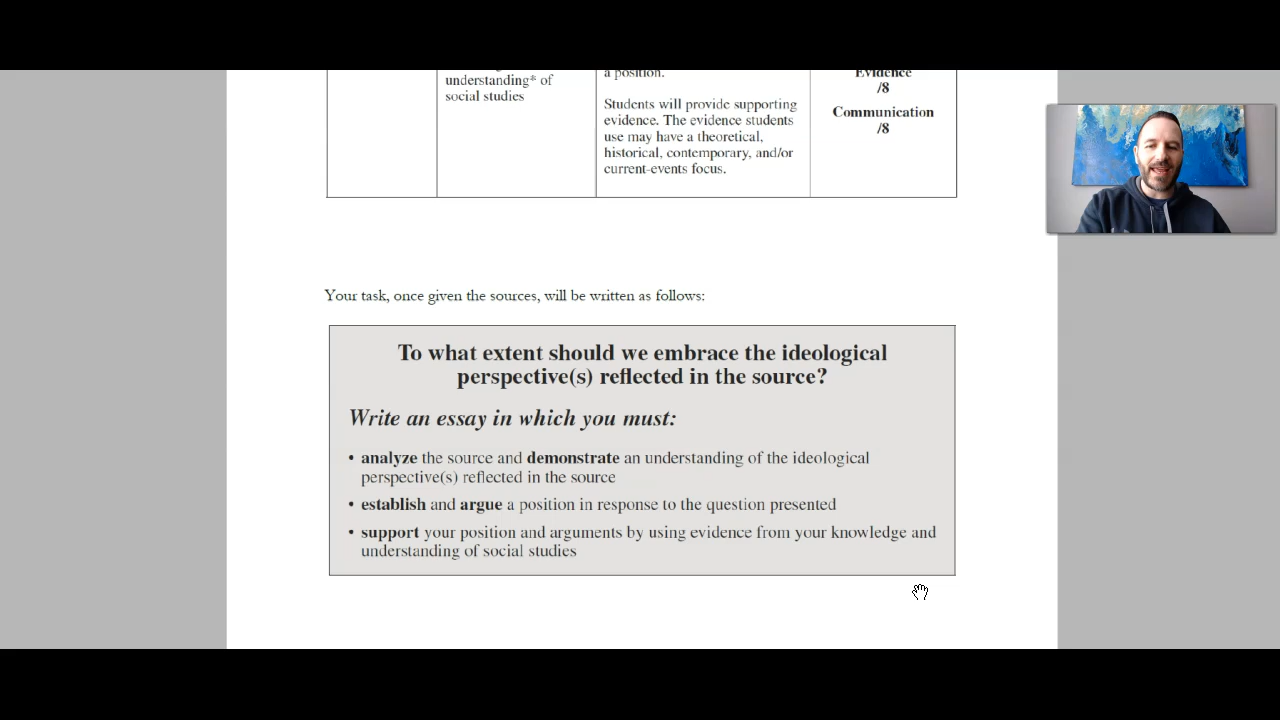 understanding* of
social studies
a position.
Students will provide supporting
evidence. The evidence students
use may have a theoretical,
historical, contemporary, and/or
current-events focus.
Evidence
/8
Communication
/8
Your task, once given the sources, will be written as follows:
To what extent should we embrace the ideological
perspective(s) reflected in the source?
Write an essay in which you must:
• analyze the source and demonstrate an understanding of the ideological
perspective(s) reflected in the source
• establish and argue a position in response to the question presented
• support your position and arguments by using evidence from your knowledge and
understanding of social studies